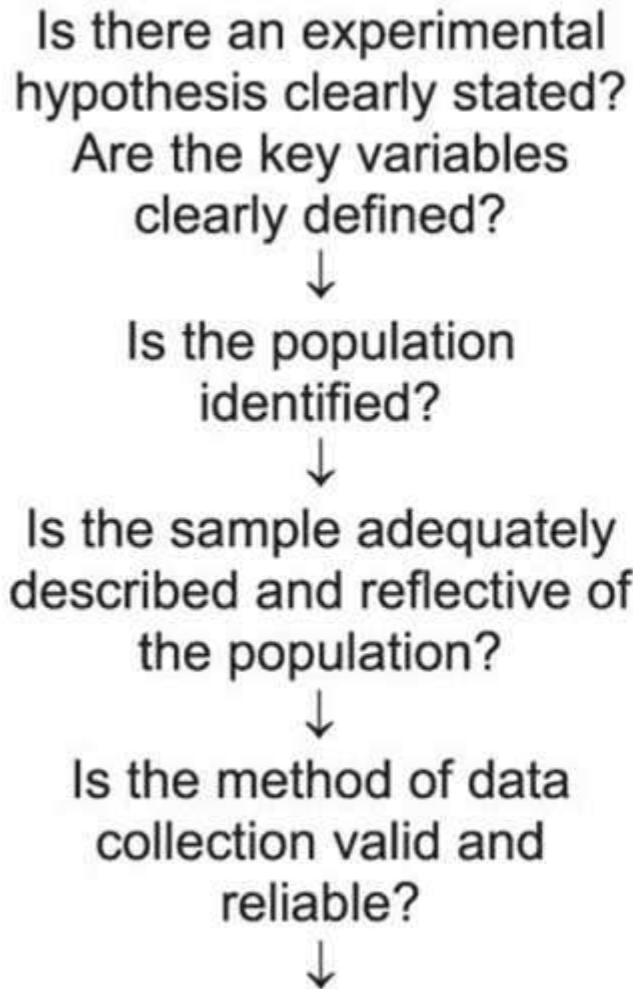 Is there an experimental
hypothesis clearly stated?
Are the key variables
clearly defined?
↓
Is the population
identified?
↓
Is the sample adequately
described and reflective of
the population?
↓
Is the method of data
collection valid and
reliable?
↓